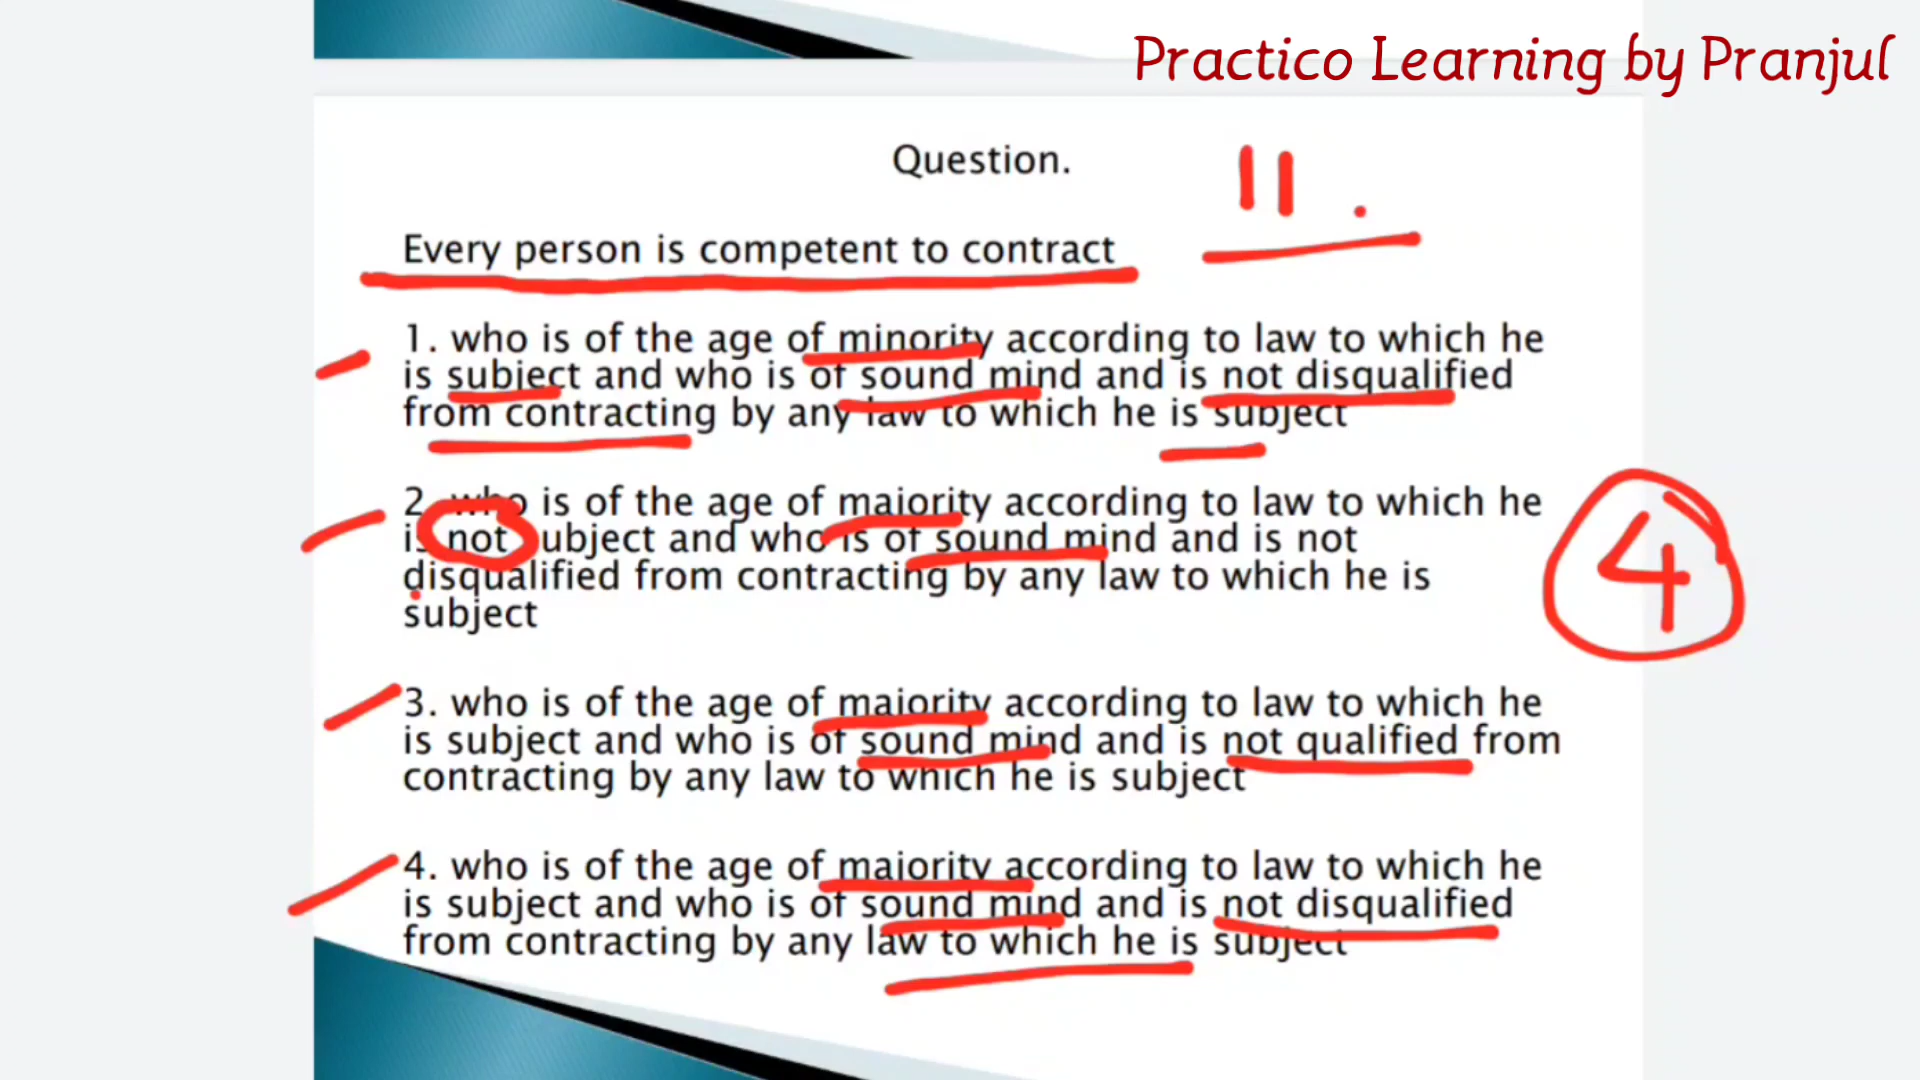 Practico Learning by Pranjul
Question.
11.
Every person is competent to contract
1. who is of the age of minority according to law to which he
is subject and who is of sound mind and is not disqualified
from contracting by any law to which he is subject
2. who is of the age of majority according to law to which he
is not subject and who is of sound mind and is not
disqualified from contracting by any law to which he is
subject
4
3. who is of the age of majority according to law to which he
is subject and who is of sound mind and is not qualified from
contracting by any law to which he is subject
4. who is of the age of majority according to law to which he
is subject and who is of sound mind and is not disqualified
from contracting by any law to which he is subject